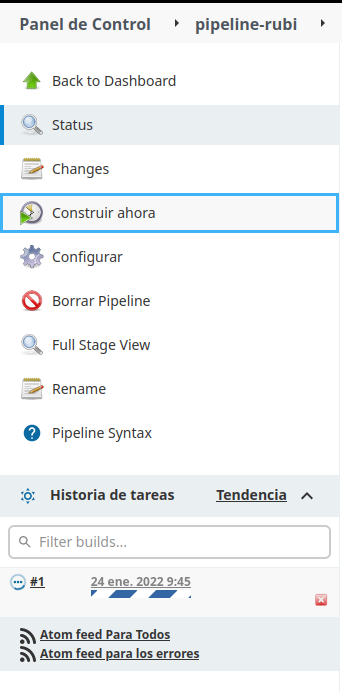 Panel de Control
pipeline-rubi
Back to Dashboard
Status
Changes
Construir ahora
Configurar
Borrar Pipeline
Full Stage View
Rename
Pipeline Syntax
Historia de tareas Tendencia
Filter builds...
#1 24 ene. 2022 9:45
Atom feed Para Todos
Atom feed para los errores